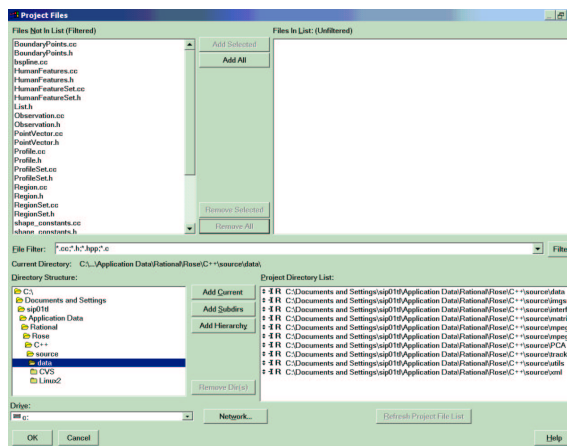 Project Files
Files Not In List (Filtered)
Files In List: (Unfiltered)
BoundaryPoints.cc
BoundaryPoints.h
bspline.cc
HumanFeatures.cc
HumanFeatures.h
HumanFeatureSet.cc
HumanFeatureSet.h
List.h
Observation.cc
Observation.h
PointVector.cc
PointVector.h
Profile.cc
Profile.h
ProfileSet.cc
ProfileSet.h
Region.cc
Region.h
RegionSet.cc
RegionSet.h
shape_constants.cc
shape_constants.h
Add Selected
Add All
Remove Selected
Remove All
File Filter: *.cc;*.h;*.hpp;*.c
Filter
Current Directory: C:\...\Application Data\Rational\Rose\C++\source\data\
Directory Structure:
C:\
Documents and Settings
sip01tl
Application Data
Rational
Rose
C++
source
data
CVS
Linux2
Add Current
Add Subdirs
Add Hierarchy
Remove Dir(s)
Project Directory List:
R C:\Documents and Settings\sip01tl\Application Data\Rational\Rose\C++\source\data
R C:\Documents and Settings\sip01tl\Application Data\Rational\Rose\C++\source\imgs
R C:\Documents and Settings\sip01tl\Application Data\Rational\Rose\C++\source\interf
R C:\Documents and Settings\sip01tl\Application Data\Rational\Rose\C++\source\matri
R C:\Documents and Settings\sip01tl\Application Data\Rational\Rose\C++\source\mpeg
R C:\Documents and Settings\sip01tl\Application Data\Rational\Rose\C++\source\mpeg
R C:\Documents and Settings\sip01tl\Application Data\Rational\Rose\C++\source\PCA
R C:\Documents and Settings\sip01tl\Application Data\Rational\Rose\C++\source\track
R C:\Documents and Settings\sip01tl\Application Data\Rational\Rose\C++\source\utils
R C:\Documents and Settings\sip01tl\Application Data\Rational\Rose\C++\source\xml
Drive:
c:
Network...
Refresh Project File List
OK
Cancel
Help